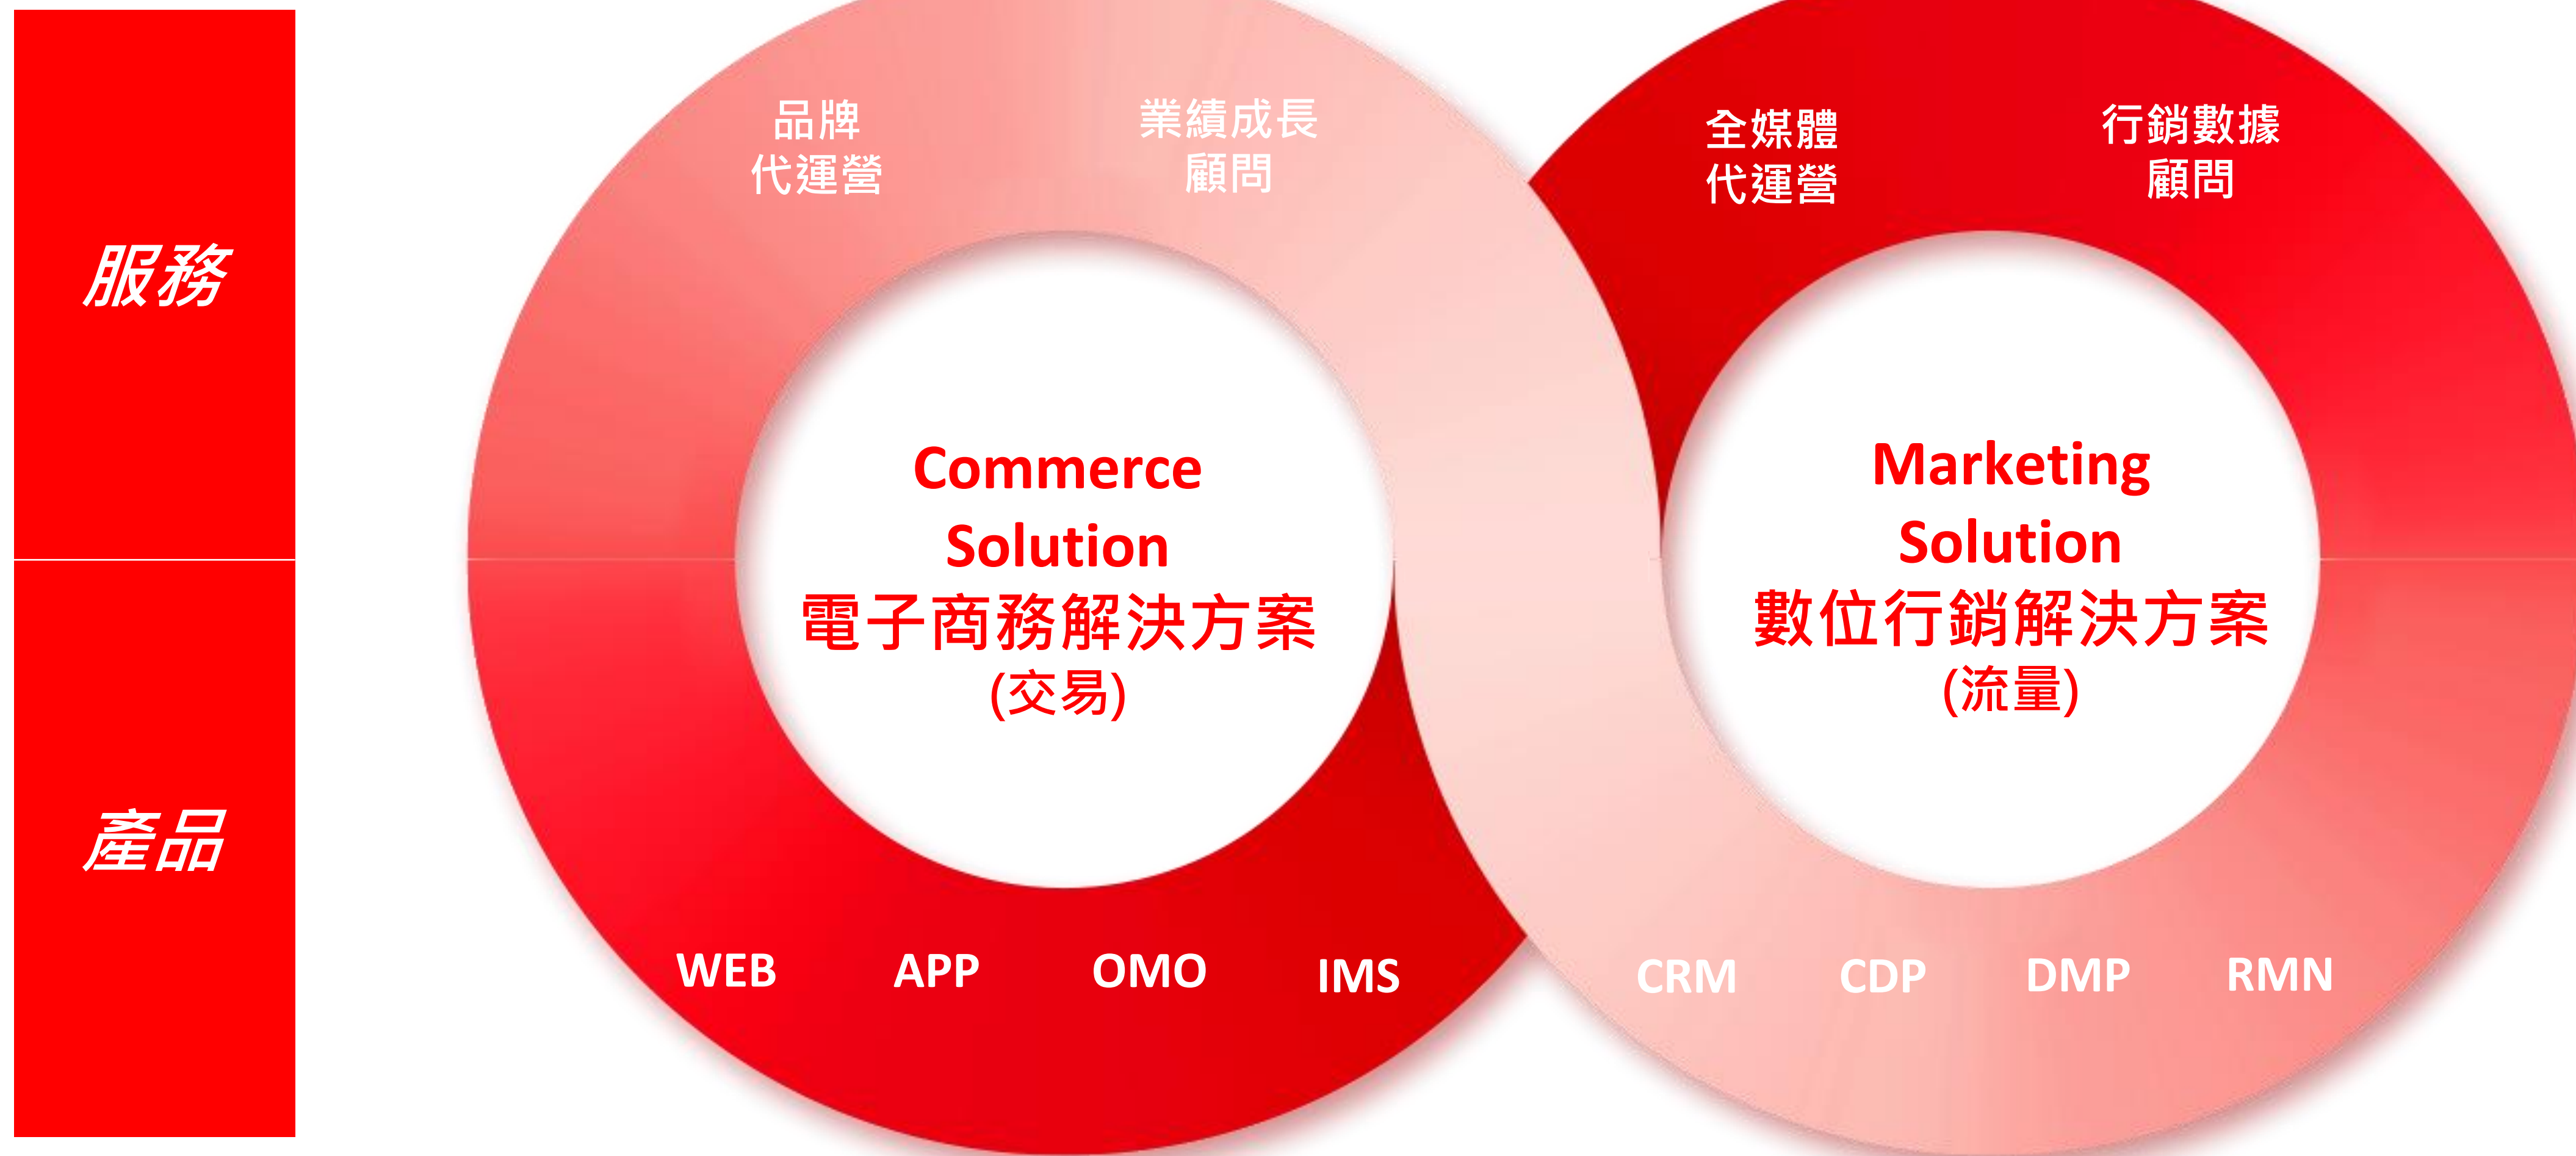 服務
品牌
代運營
業績成長
顧問
全媒體
代運營
行銷數據
顧問
Commerce
Solution
電子商務解決方案
(交易)
Marketing
Solution
數位行銷解決方案
(流量)
產品
WEB
APP
OMO
IMS
CRM
CDP
DMP
RMN